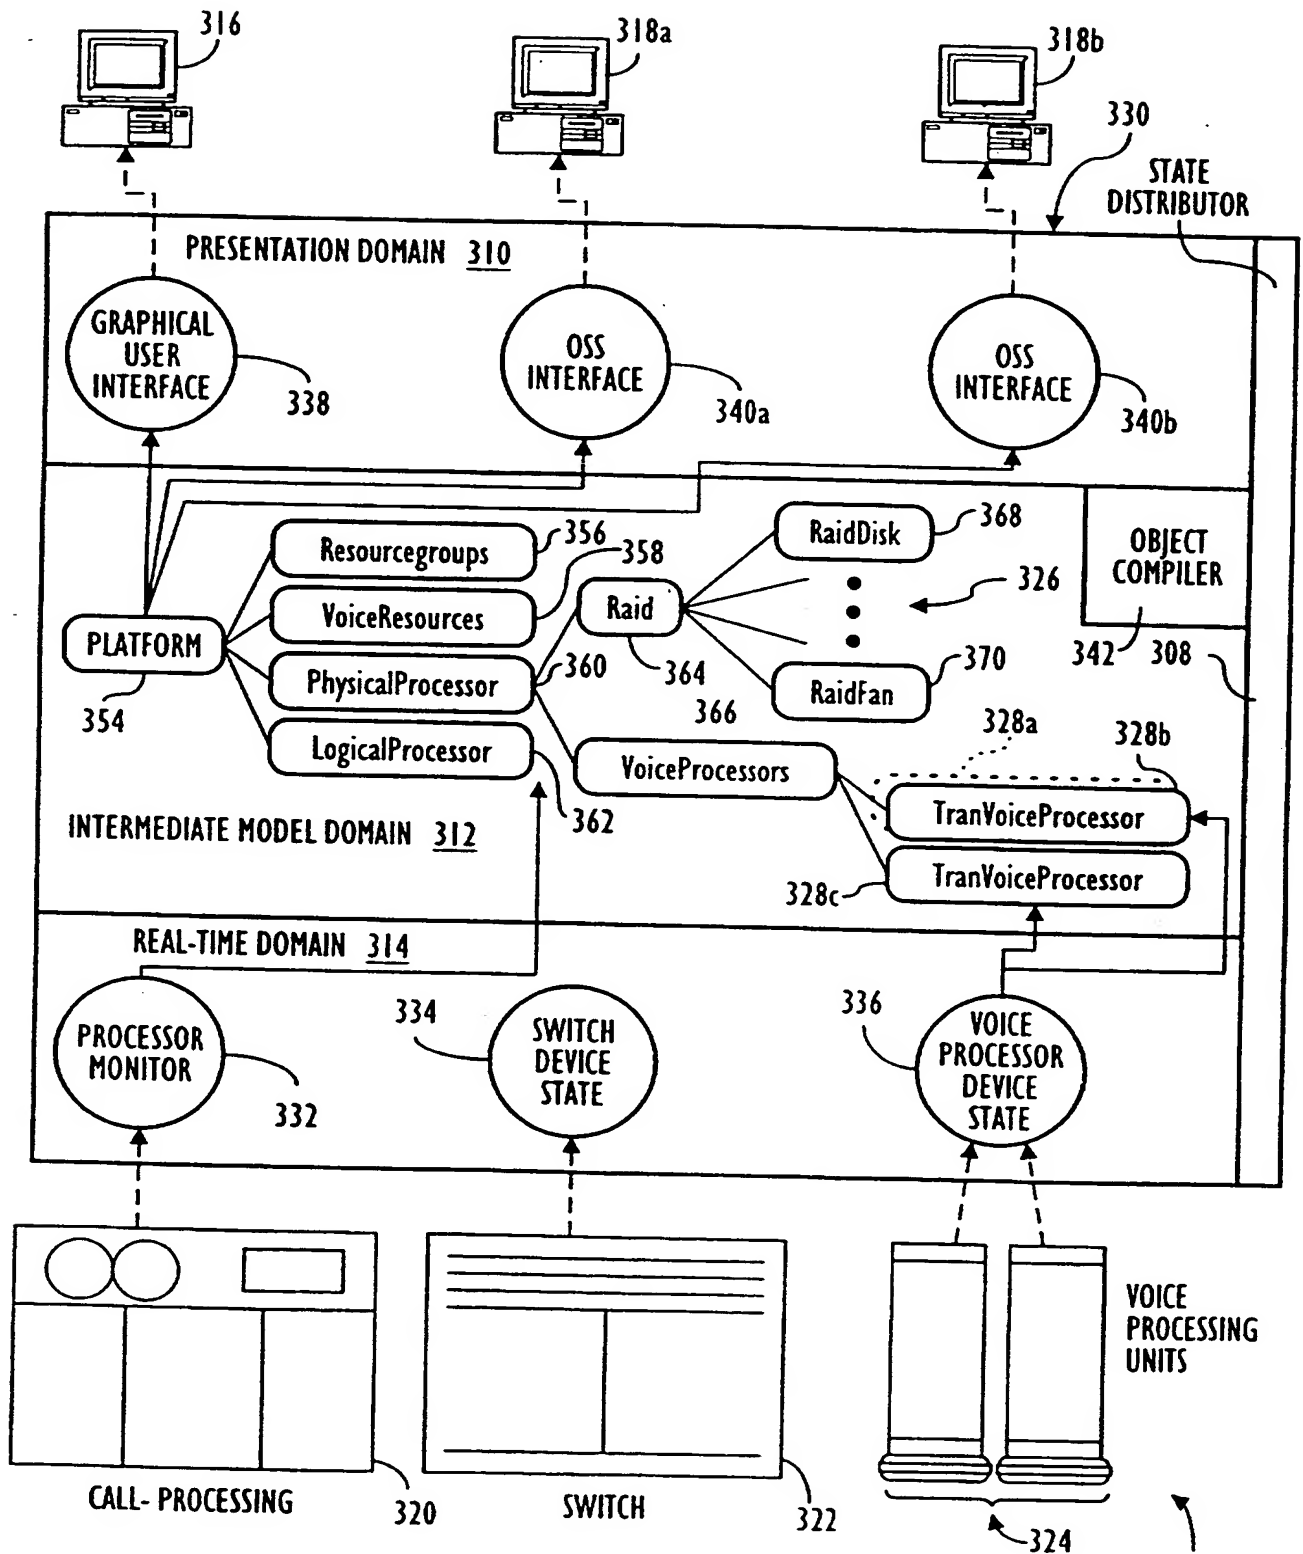 316
318a
318b
330
STATE
DISTRIBUTOR
PRESENTATION DOMAIN 310
GRAPHICAL
USER
INTERFACE
338
OSS
INTERFACE
340a
OSS
INTERFACE
340b
Resourcegroups
356
358
VoiceResources
PLATFORM
354
PhysicalProcessor
360
LogicalProcessor
362
Raid
364
366
RaidDisk
368
326
RaidFan
370
OBJECT
COMPILER
342
308
328a
328b
VoiceProcessors
TranVoiceProcessor
TranVoiceProcessor
328c
INTERMEDIATE MODEL DOMAIN 312
REAL-TIME DOMAIN 314
PROCESSOR
MONITOR
332
334
SWITCH
DEVICE
STATE
336
VOICE
PROCESSOR
DEVICE
STATE
VOICE
PROCESSING
UNITS
CALL- PROCESSING
320
SWITCH
322
324